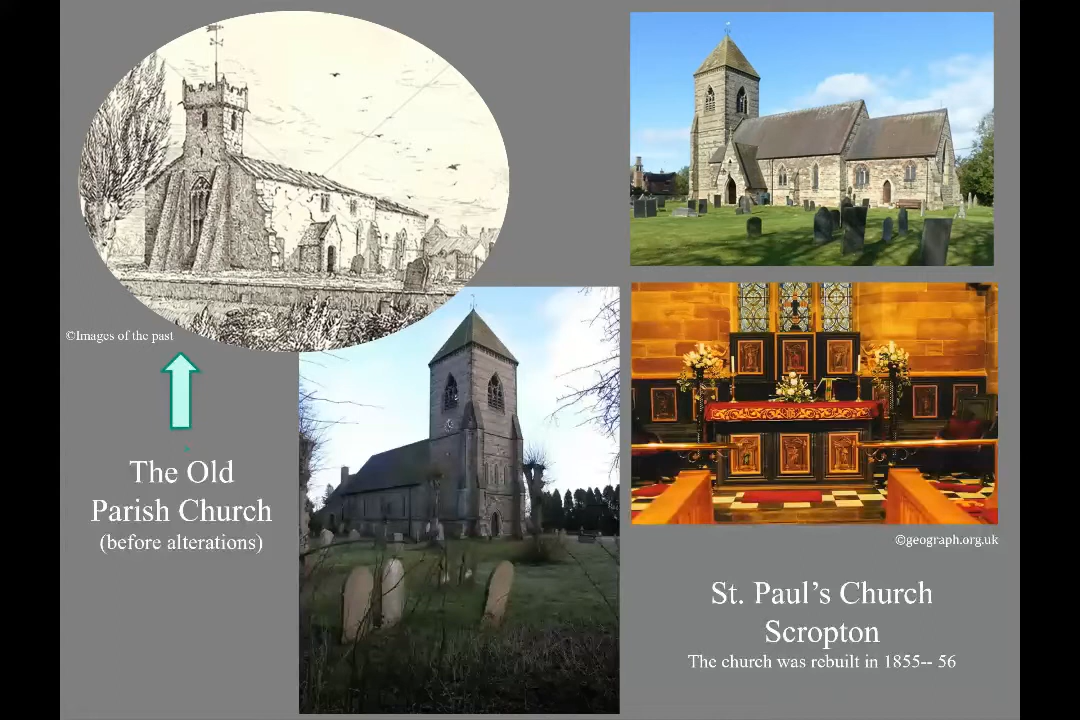 ©Images of the past
The Old
Parish Church
(before alterations)
©geograph.org.uk
St. Paul’s Church
Scropton
The church was rebuilt in 1855-- 56